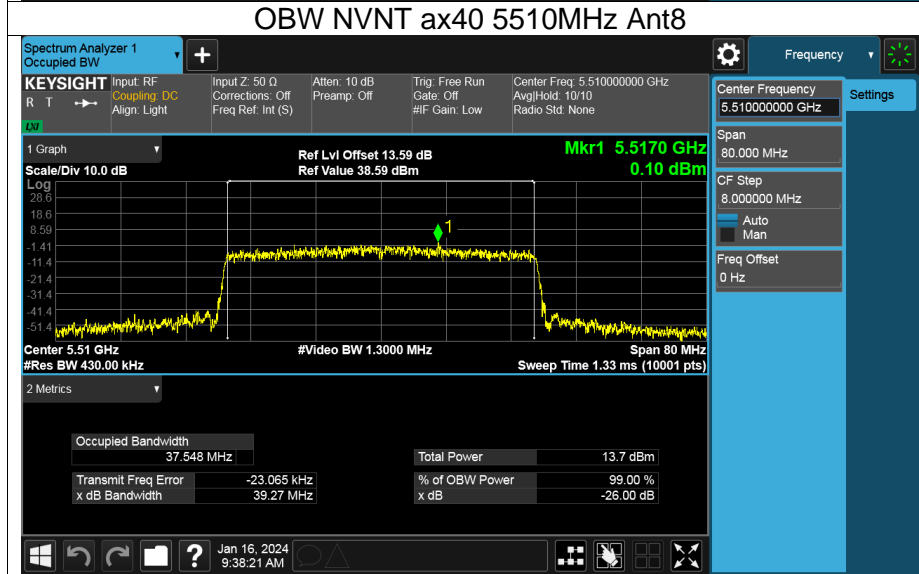 OBW NVNT ax40 5510MHz Ant8
Spectrum Analyzer 1
Occupied BW
+
Frequency
KEYSIGHT
R T
LXI
Input: RF
Coupling: DC
Align: Light
Input Z: 50 Ω
Corrections: Off
Freq Ref: Int (S)
Atten: 10 dB
Preamp: Off
Trig: Free Run
Gate: Off
#IF Gain: Low
Center Freq: 5.510000000 GHz
Avg|Hold: 10/10
Radio Std: None
Center Frequency
5.510000000 GHz
Settings
Span
80.000 MHz
CF Step
8.000000 MHz
Auto
Man
Freq Offset
0 Hz
1 Graph
Scale/Div 10.0 dB
Ref Lvl Offset 13.59 dB
Ref Value 38.59 dBm
Mkr1 5.5170 GHz
0.10 dBm
Log
28.6
18.6
8.59
-1.41
-11.4
-21.4
-31.4
-41.4
-51.4
1
Center 5.51 GHz
#Video BW 1.3000 MHz
Span 80 MHz
#Res BW 430.00 kHz
Sweep Time 1.33 ms (10001 pts)
2 Metrics
Occupied Bandwidth
37.548 MHz
Total Power 13.7 dBm
Transmit Freq Error -23.065 kHz
% of OBW Power 99.00 %
x dB Bandwidth 39.27 MHz
x dB -26.00 dB
?
Jan 16, 2024
9:38:21 AM